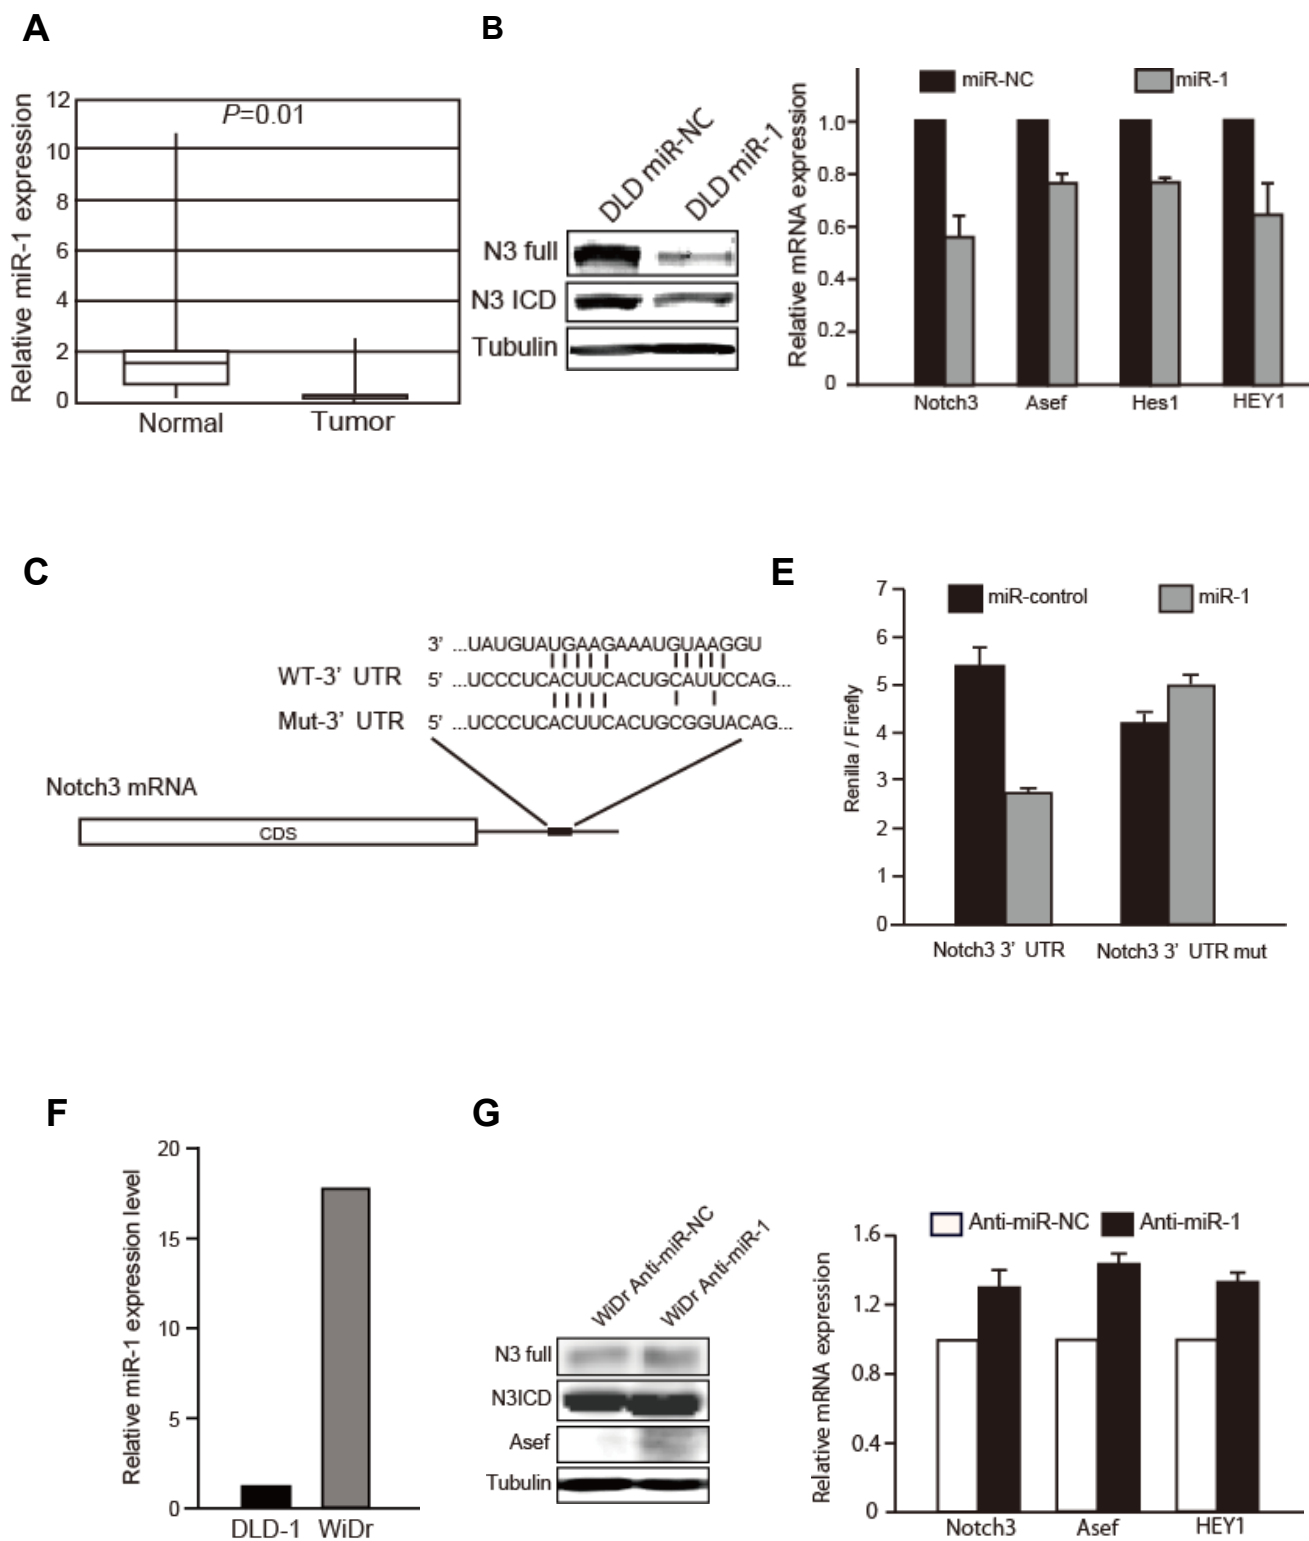 A
Relative miR-1 expression
12
10
8
6
4
2
0
P=0.01
Normal
Tumor
B
DLD miR-NC
DLD miR-1
N3 full
N3 ICD
Tubulin
Relative mRNA expression
miR-NC
miR-1
1.0
0.8
0.6
0.4
0.2
0
Notch3
Asef
Hes1
HEY1
C
3’ ...UAUGUAUGAAGAAAUGUAAGGU
WT-3’ UTR 5’ ...UCCCUCACUUCACUGCAUUCCAG...
Mut-3’ UTR 5’ ...UCCCUCACUUCACUGCGGUACAG...
Notch3 mRNA
CDS
E
Renilla / Firefly
7
6
5
4
3
2
1
0
miR-control
miR-1
Notch3 3’ UTR
Notch3 3’ UTR mut
F
Relative miR-1 expression level
20
15
10
5
0
DLD-1
WiDr
G
WiDr Anti-miR-NC
WiDr Anti-miR-1
N3 full
N3ICD
Asef
Tubulin
Relative mRNA expression
Anti-miR-NC
Anti-miR-1
1.6
1.2
0.8
0.4
0
Notch3
Asef
HEY1